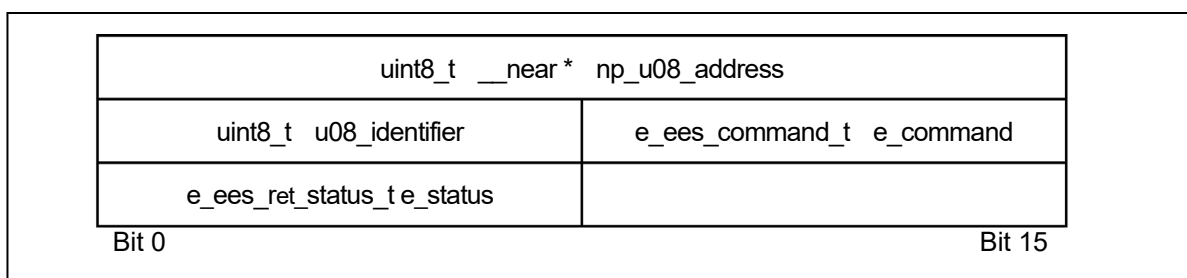 uint8_t __near * np_u08_address
uint8_t u08_identifier e_ees_command_t e_command
e_ees_ret_status_t e_status
Bit 0 Bit 15